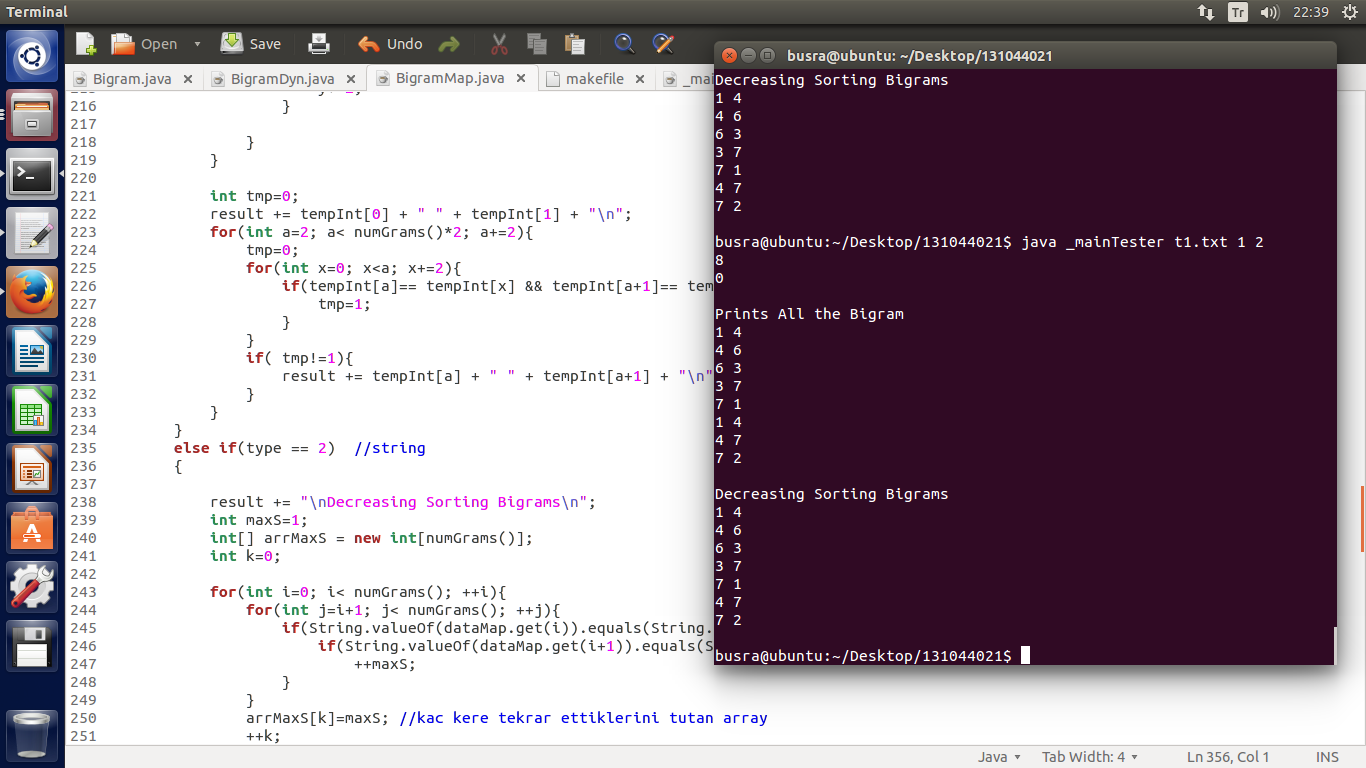 Terminal
Tr
22:39
Open
Save
Undo
Bigram.java
BigramDyn.java
BigramMap.java
makefile
216 }
217
218 }
219 }
220
221 int tmp=0;
222 result += tempInt[0] + " " + tempInt[1] + "\n";
223 for(int a=2; a< numGrams()*2; a+=2){
224 tmp=0;
225 for(int x=0; x<a; x+=2){
226 if(tempInt[a]== tempInt[x] && tempInt[a+1]== tem
227 tmp=1;
228 }
229 }
230 if( tmp!=1){
231 result += tempInt[a] + " " + tempInt[a+1] + "\n"
232 }
233 }
234 }
235 else if(type == 2) //string
236 {
237
238 result += "\nDecreasing Sorting Bigrams\n";
239 int maxS=1;
240 int[] arrMaxS = new int[numGrams()];
241 int k=0;
242
243 for(int i=0; i< numGrams(); ++i){
244 for(int j=i+1; j< numGrams(); ++j){
245 if(String.valueOf(dataMap.get(i)).equals(String.
246 if(String.valueOf(dataMap.get(i+1)).equals(S
247 ++maxS;
248 }
249 }
250 arrMaxS[k]=maxS; //kac kere tekrar ettiklerini tutan array
251 ++k;
Java
Tab Width: 4
Ln 356, Col 1
INS
busra@ubuntu: ~/Desktop/131044021
Decreasing Sorting Bigrams
1 4
4 6
6 3
3 7
7 1
4 7
7 2
busra@ubuntu:~/Desktop/131044021$ java _mainTester t1.txt 1 2
8
0
Prints All the Bigram
1 4
4 6
6 3
3 7
7 1
1 4
4 7
7 2
Decreasing Sorting Bigrams
1 4
4 6
6 3
3 7
7 1
4 7
7 2
busra@ubuntu:~/Desktop/131044021$